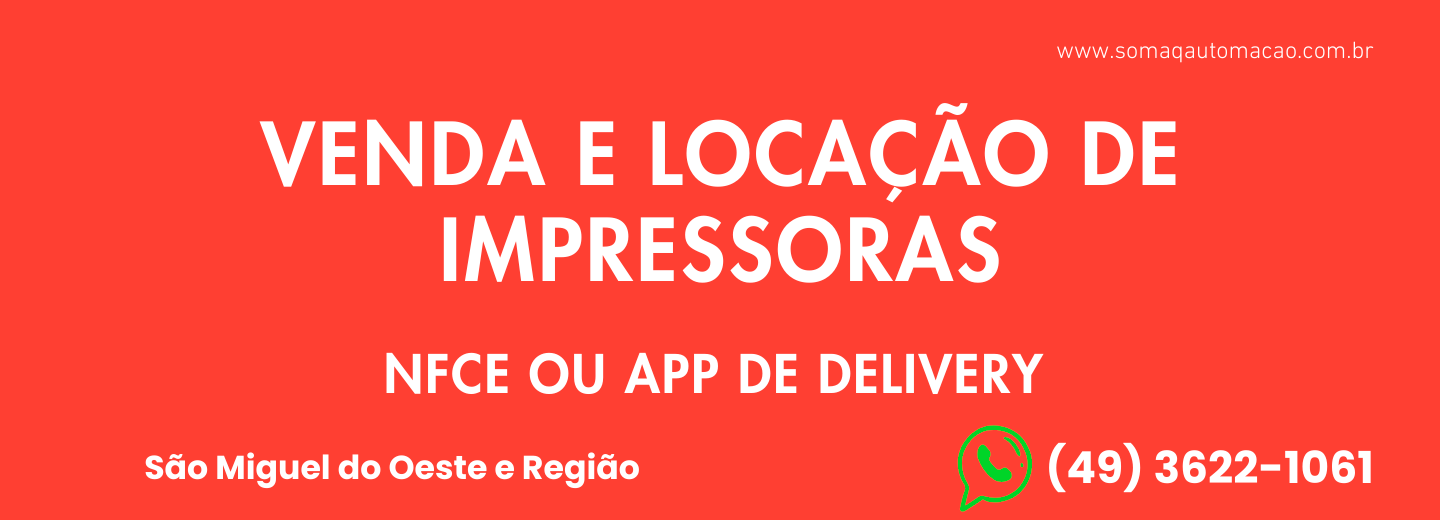 www.somaqautomacao.com.br
VENDA E LOCAÇÃO DE
IMPRESSORAS
NFCE OU APP DE DELIVERY
São Miguel do Oeste e Região
(49) 3622-1061